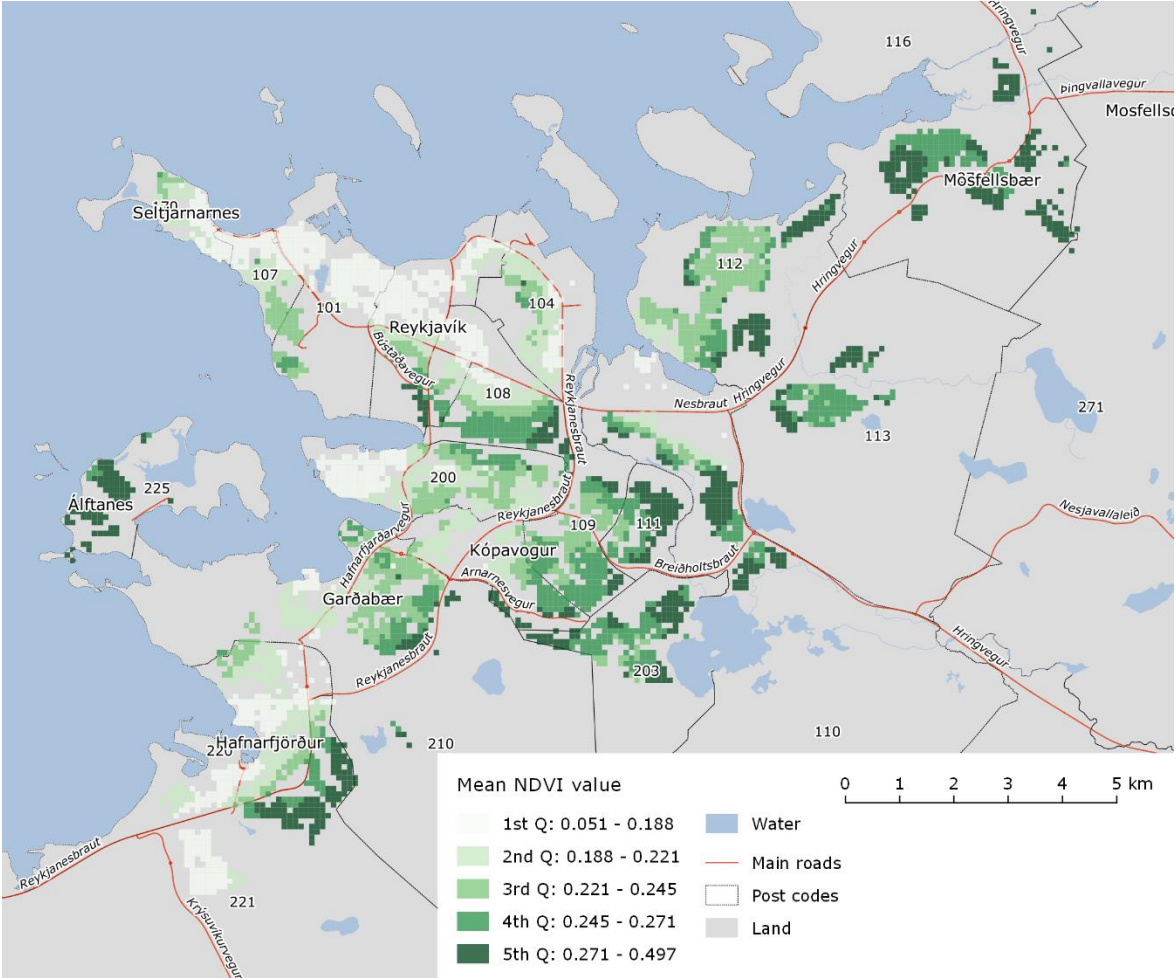 116
Hringvegur
Þingvallavegur
Mosfellsd
Mosfellsbær
Seltjarnarnes
170
107
101
Reykjavík
104
112
Bústaðavegur
108
Reykjanesbraut
Nesbraut
Hringvegur
Hringvegur
271
113
Álftanes
225
200
Reykjanesbraut
109
111
Hafnarfjarðarvegur
Kópavogur
Breiðholtsbraut
Nesjavallaleið
Arnarnesvegur
Garðabær
Reykjanesbraut
203
Hringvegur
110
210
Hafnarfjörður
220
Reykjanesbraut
221
Krýsuvíkurvegur
Mean NDVI value
1st Q: 0.051 - 0.188
2nd Q: 0.188 - 0.221
3rd Q: 0.221 - 0.245
4th Q: 0.245 - 0.271
5th Q: 0.271 - 0.497
0 1 2 3 4 5 km
Water
Main roads
Post codes
Land